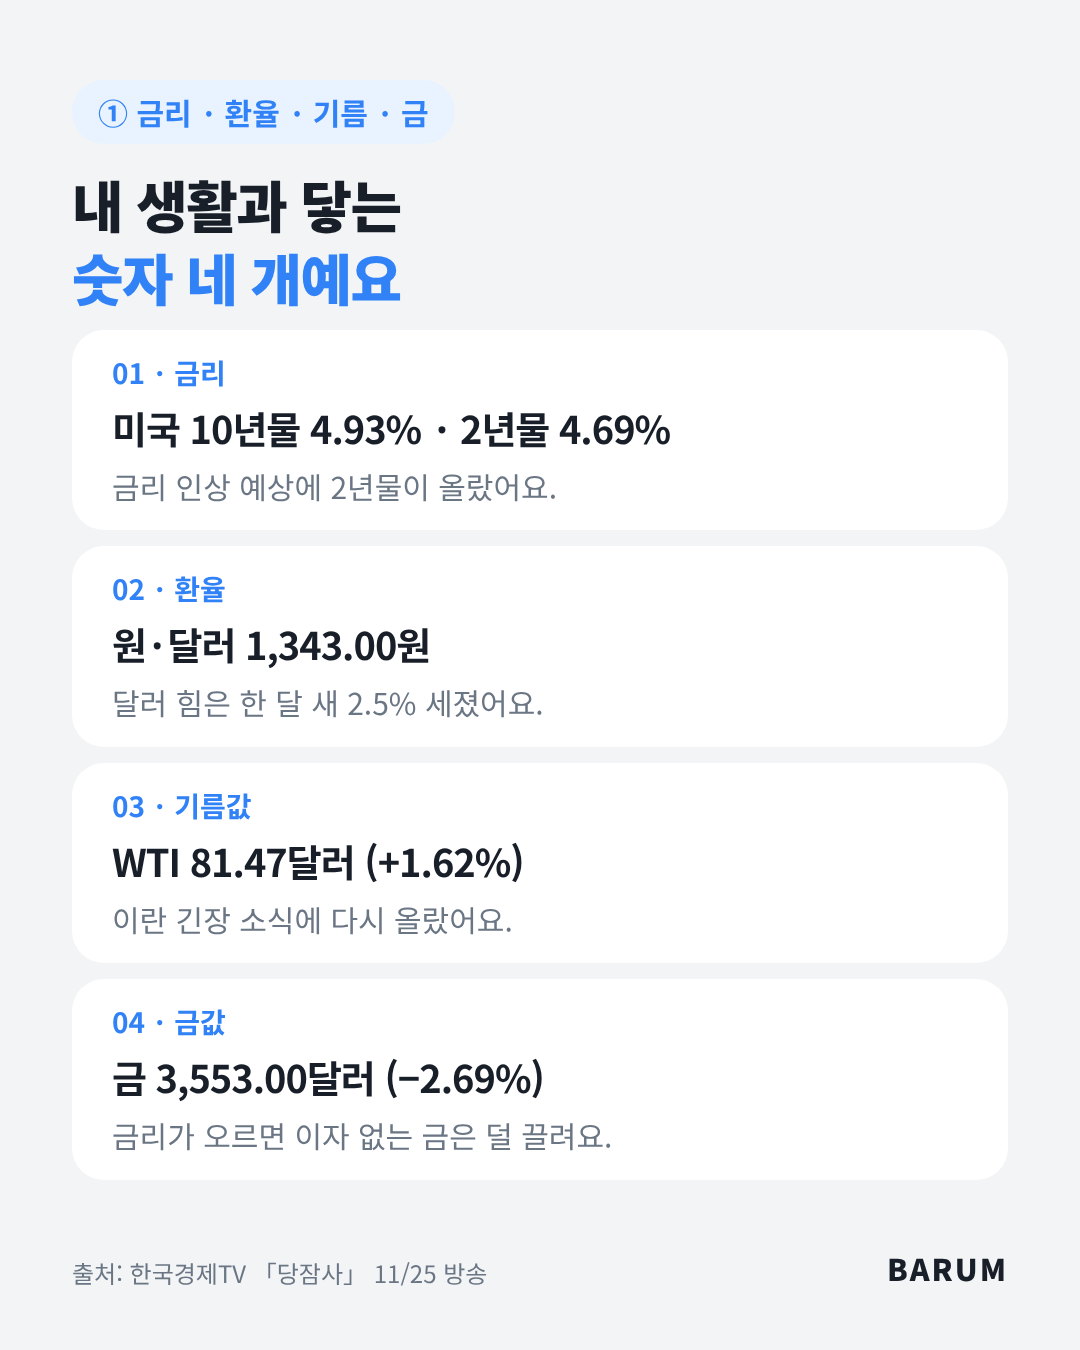 ① 금리 · 환율 · 기름 · 금
내 생활과 닿는
숫자 네 개예요
01 · 금리
미국 10년물 4.93% · 2년물 4.69%
금리 인상 예상에 2년물이 올랐어요.
02 · 환율
원·달러 1,343.00원
달러 힘은 한 달 새 2.5% 세졌어요.
03 · 기름값
WTI 81.47달러 (+1.62%)
이란 긴장 소식에 다시 올랐어요.
04 · 금값
금 3,553.00달러 (−2.69%)
금리가 오르면 이자 없는 금은 덜 끌려요.
출처: 한국경제TV 「당잠사」 11/25 방송
BARUM